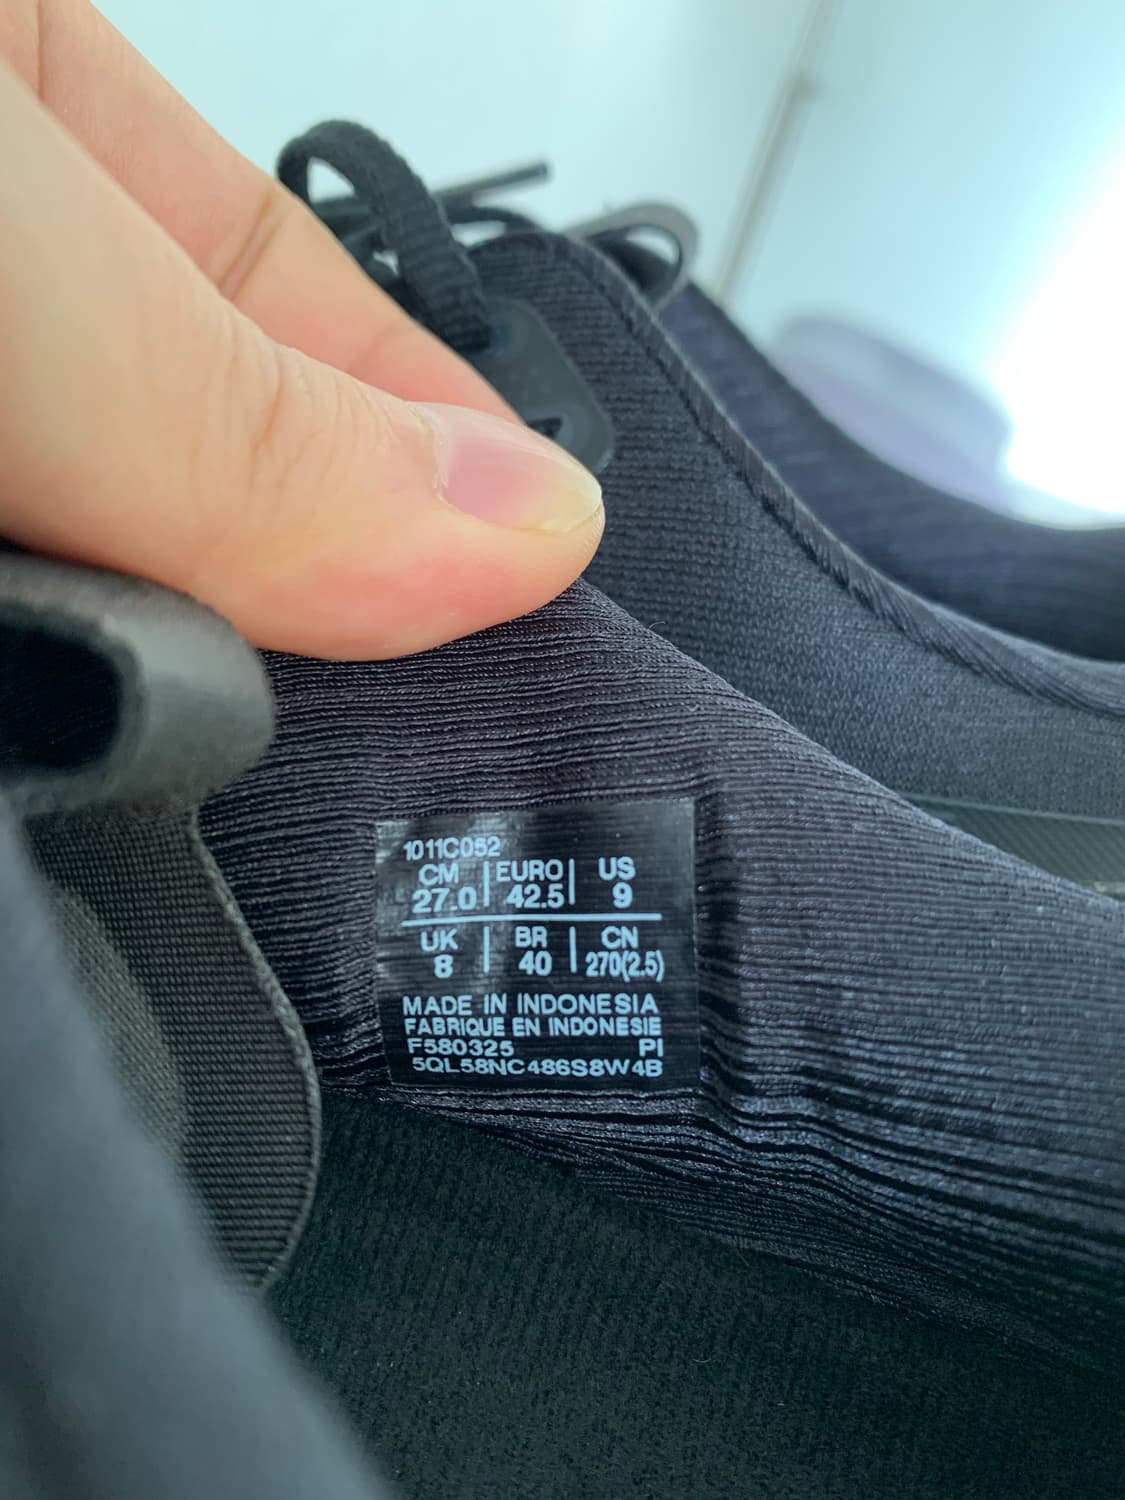 1011C052
CM | EURO | US
27.0 | 42.5 | 9
UK | BR | CN
8 | 40 | 270(2.5)
MADE IN INDONESIA
FABRIQUE EN INDONESIE
F580325 PI
5QL58NC486S8W4B